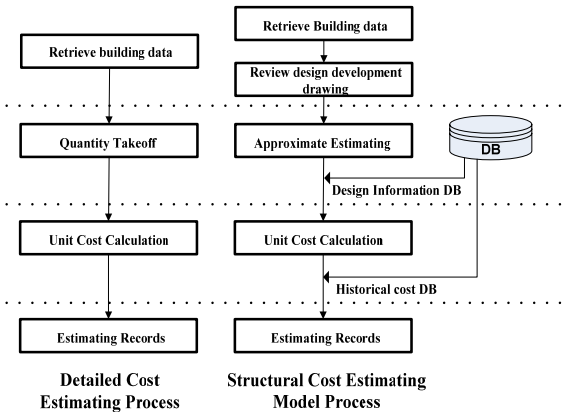 Retrieve building data
Retrieve Building data
Review design development
drawing
Quantity Takeoff
Approximate Estimating
DB
Design Information DB
Unit Cost Calculation
Unit Cost Calculation
Historical cost DB
Estimating Records
Estimating Records
Detailed Cost
Estimating Process
Structural Cost Estimating
Model Process